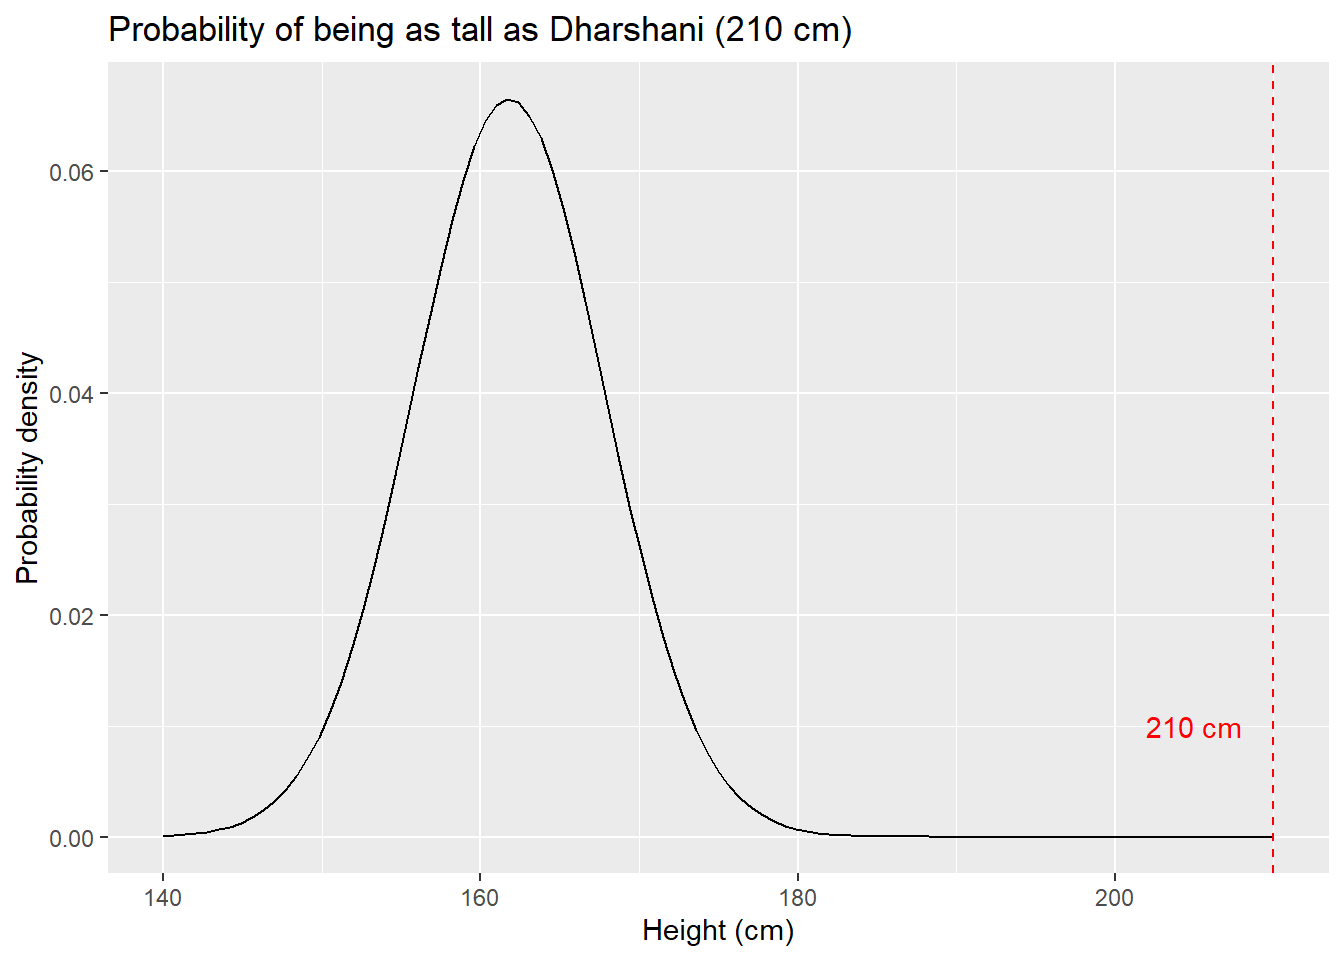 Probability of being as tall as Dharshani (210 cm)
0.06
0.04
0.02
0.00
Probability density
210 cm
140 160 180 200
Height (cm)